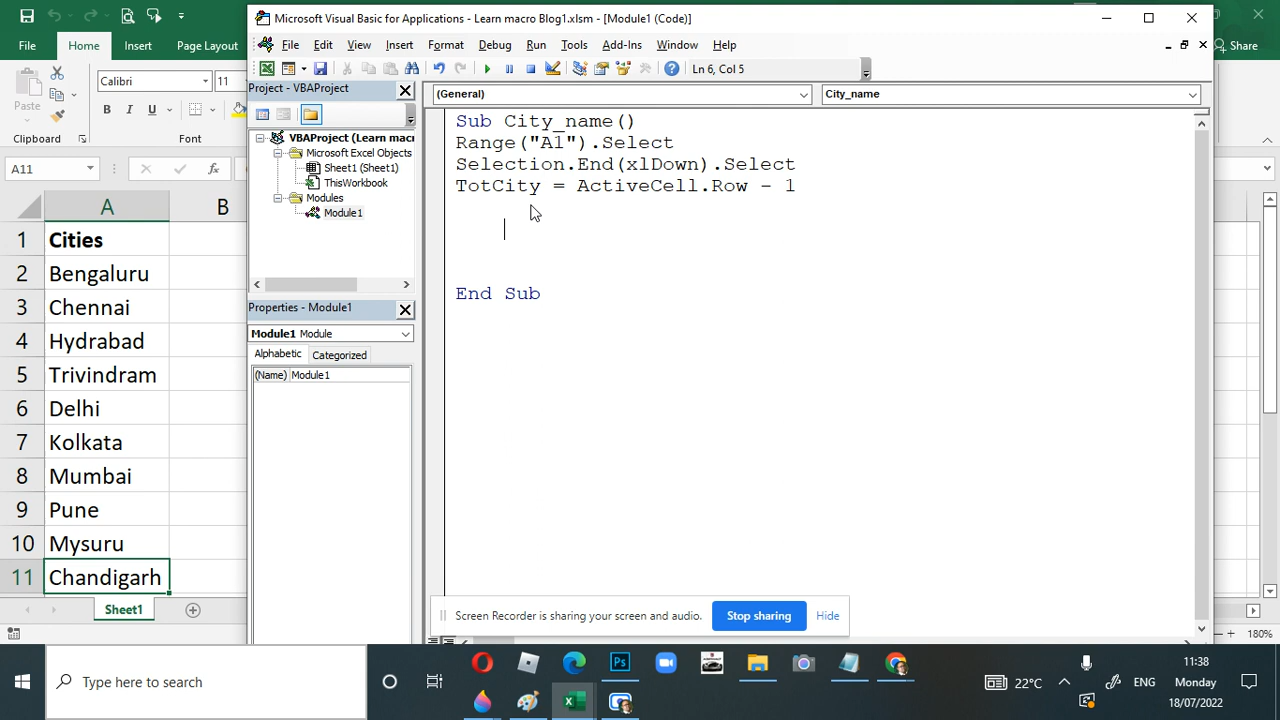 Microsoft Visual Basic for Applications - Learn macro Blog1.xlsm - [Module1 (Code)]
File Home Insert Page Layout
File Edit View Insert Format Debug Run Tools Add-Ins Window Help
Share
Calibri 11
Paste
B I U
Clipboard Font
Ln 6, Col 5
Project - VBAProject
VBAProject (Learn mac
Microsoft Excel Objects
Sheet1 (Sheet1)
ThisWorkbook
Modules
Module1
(General) City_name
A11 fx
A B
1 Cities
2 Bengaluru
3 Chennai
4 Hydrabad
5 Trivindram
6 Delhi
7 Kolkata
8 Mumbai
9 Pune
10 Mysuru
11 Chandigarh
Sheet1
Properties - Module1
Module1 Module
Alphabetic Categorized
(Name) Module1
Sub City_name()
Range("A1").Select
Selection.End(xlDown).Select
TotCity = ActiveCell.Row - 1
End Sub
Screen Recorder is sharing your screen and audio. Stop sharing Hide
180%
Type here to search
Ps
22°C ENG
11:38
Monday
18/07/2022